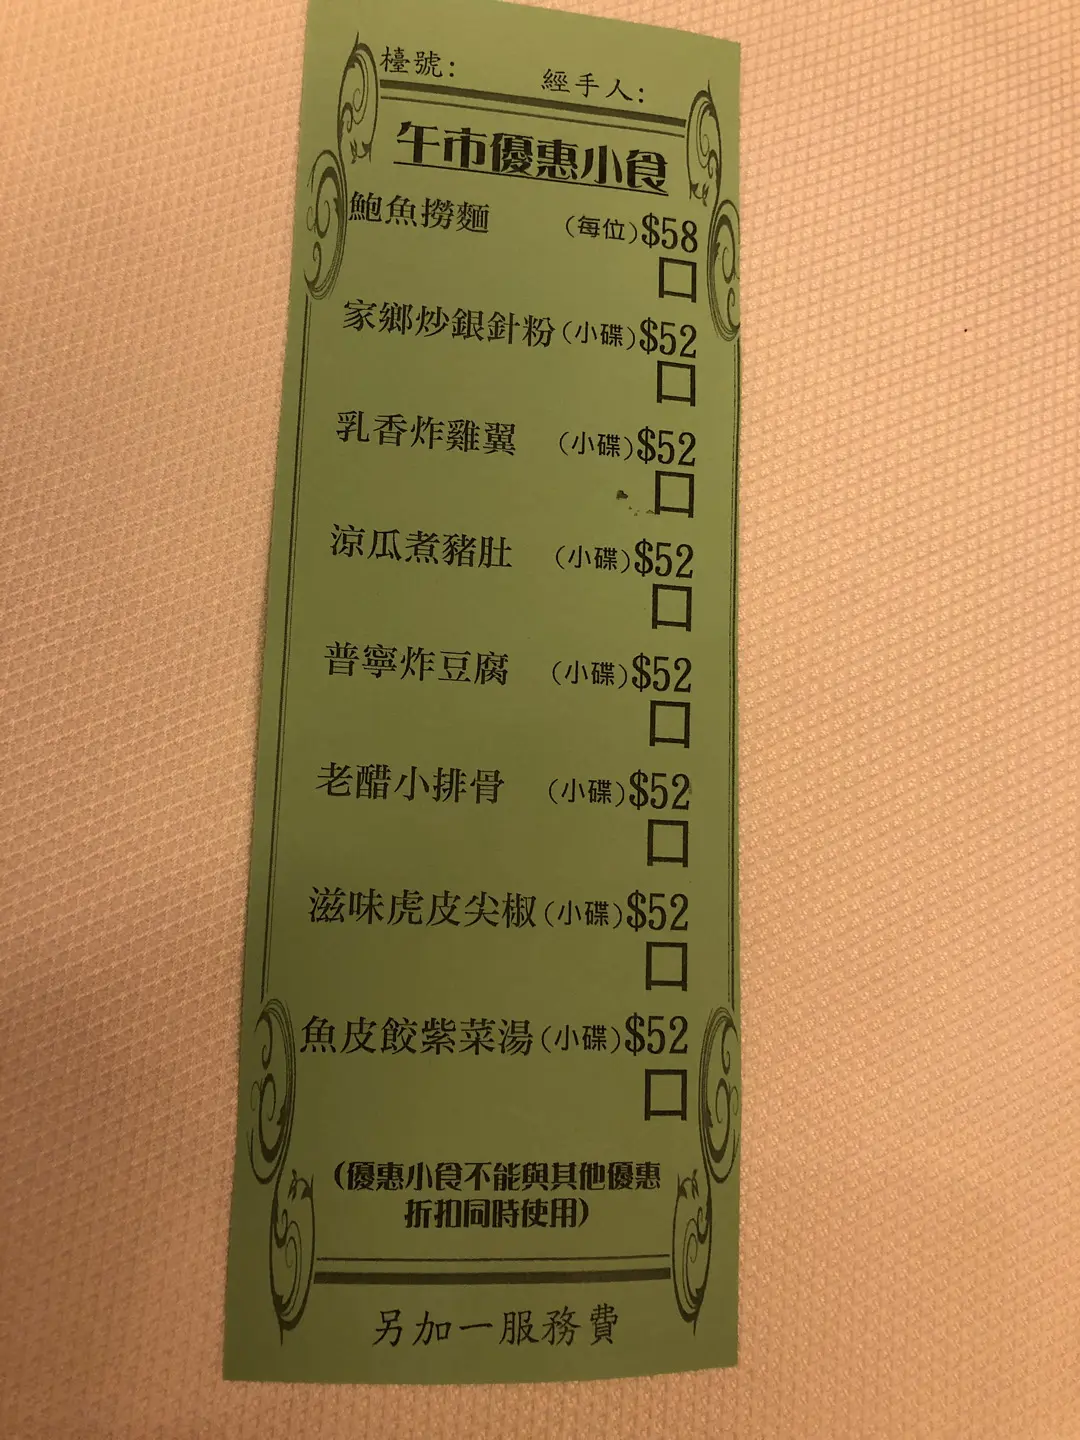 檯號: 經手人:
午市優惠小食
鮑魚撈麵 (每位) $58
家鄉炒銀針粉 (小碟) $52
乳香炸雞翼 (小碟) $52
涼瓜煮豬肚 (小碟) $52
普寧炸豆腐 (小碟) $52
老醋小排骨 (小碟) $52
滋味虎皮尖椒 (小碟) $52
魚皮餃紫菜湯 (小碟) $52
(優惠小食不能與其他優惠
折扣同時使用)
另加一服務費